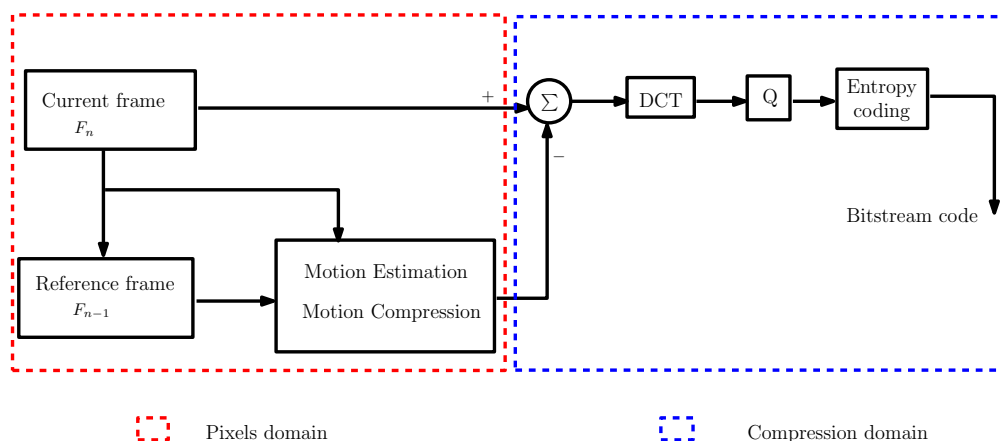 Current frame
F_n
+
Σ
DCT
Q
Entropy
coding
−
Bitstream code
Reference frame
F_{n−1}
Motion Estimation
Motion Compression
Pixels domain
Compression domain